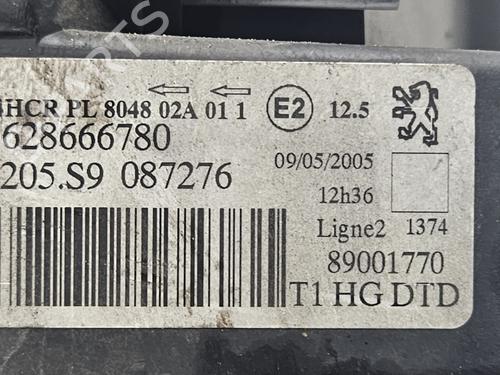 HCR PL 8048 02A 01 1 E2 12.5
628666780
205.S9 087276
09/05/2005
12h36
Ligne2 1374
89001770
T1 HG DTD